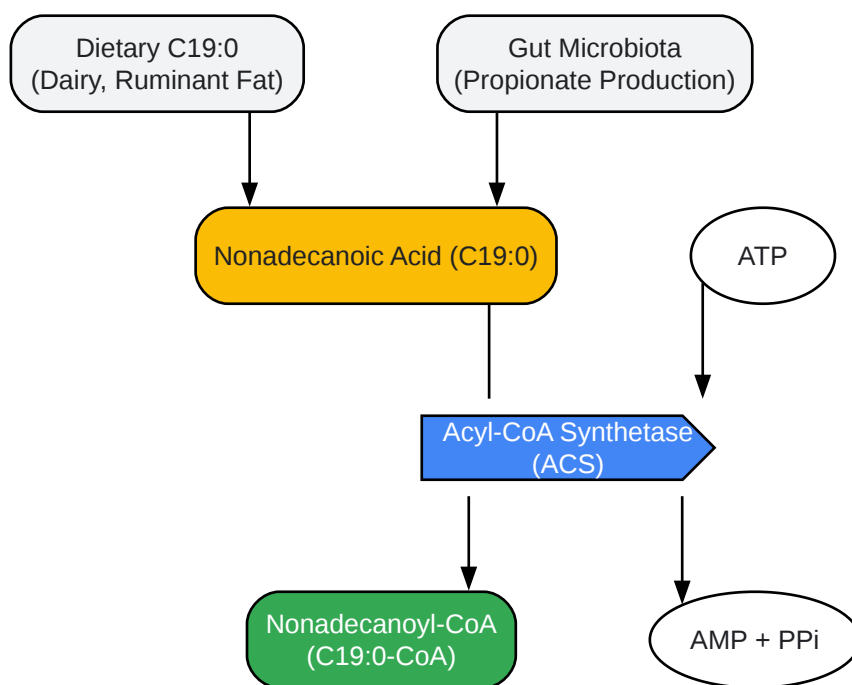 Dietary C19:0
(Dairy, Ruminant Fat)
Gut Microbiota
(Propionate Production)
Nonadecanoic Acid (C19:0)
ATP
Acyl-CoA Synthetase
(ACS)
Nonadecanoyl-CoA
(C19:0-CoA)
AMP + PPi